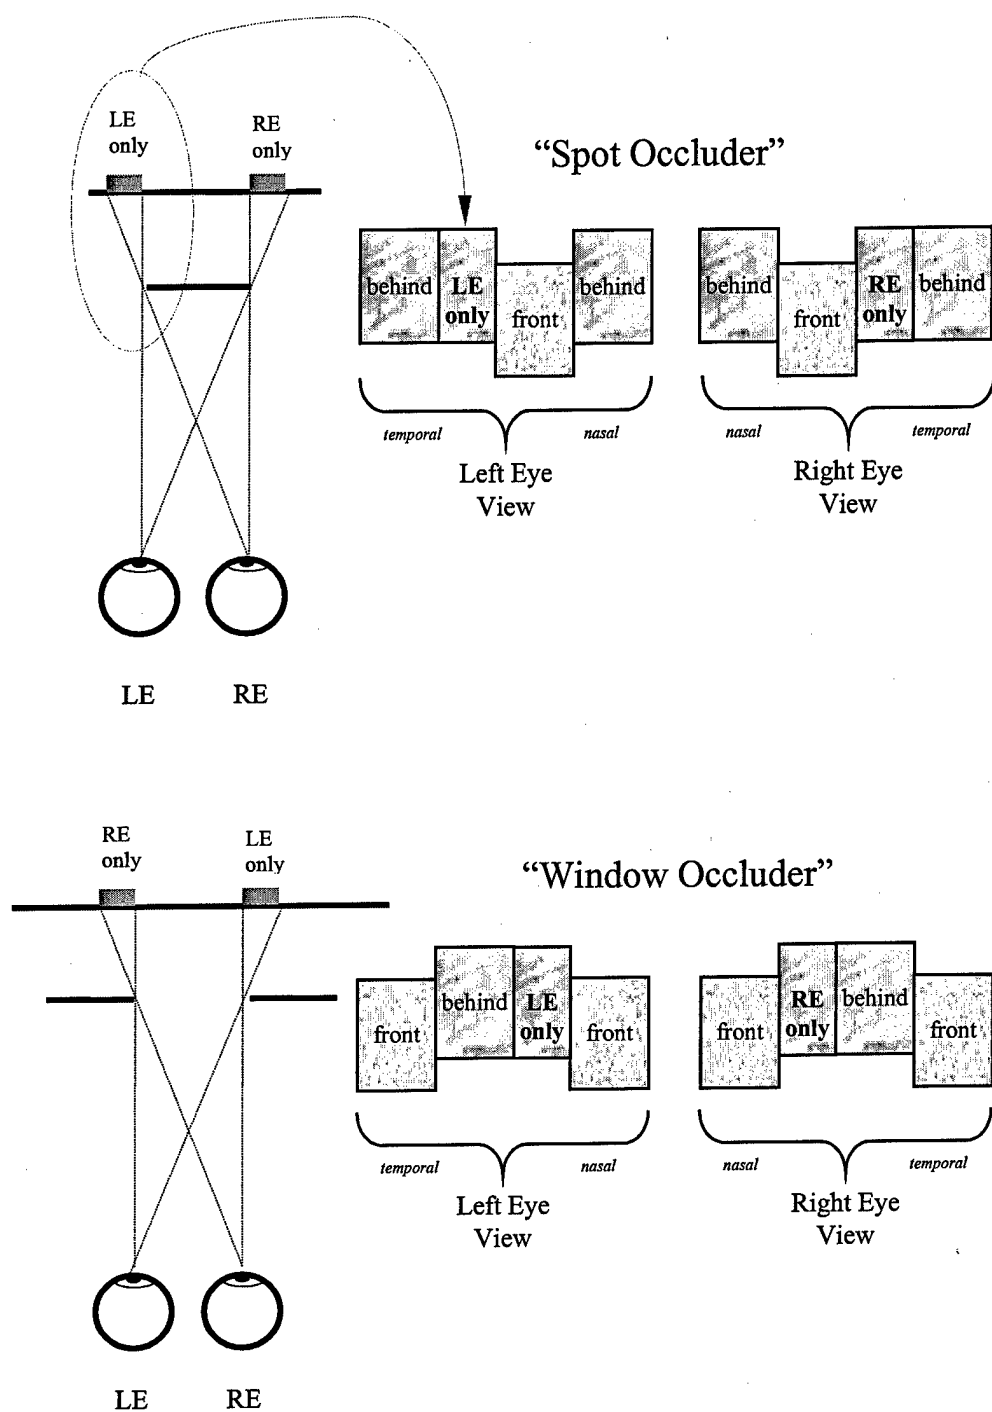 LE
only
RE
only
“Spot Occluder”
behind
LE
only
front
behind
behind
front
RE
only
behind
temporal
nasal
Left Eye
View
nasal
temporal
Right Eye
View
LE
RE
RE
only
LE
only
“Window Occluder”
front
behind
LE
only
front
front
RE
only
behind
front
temporal
nasal
Left Eye
View
nasal
temporal
Right Eye
View
LE
RE